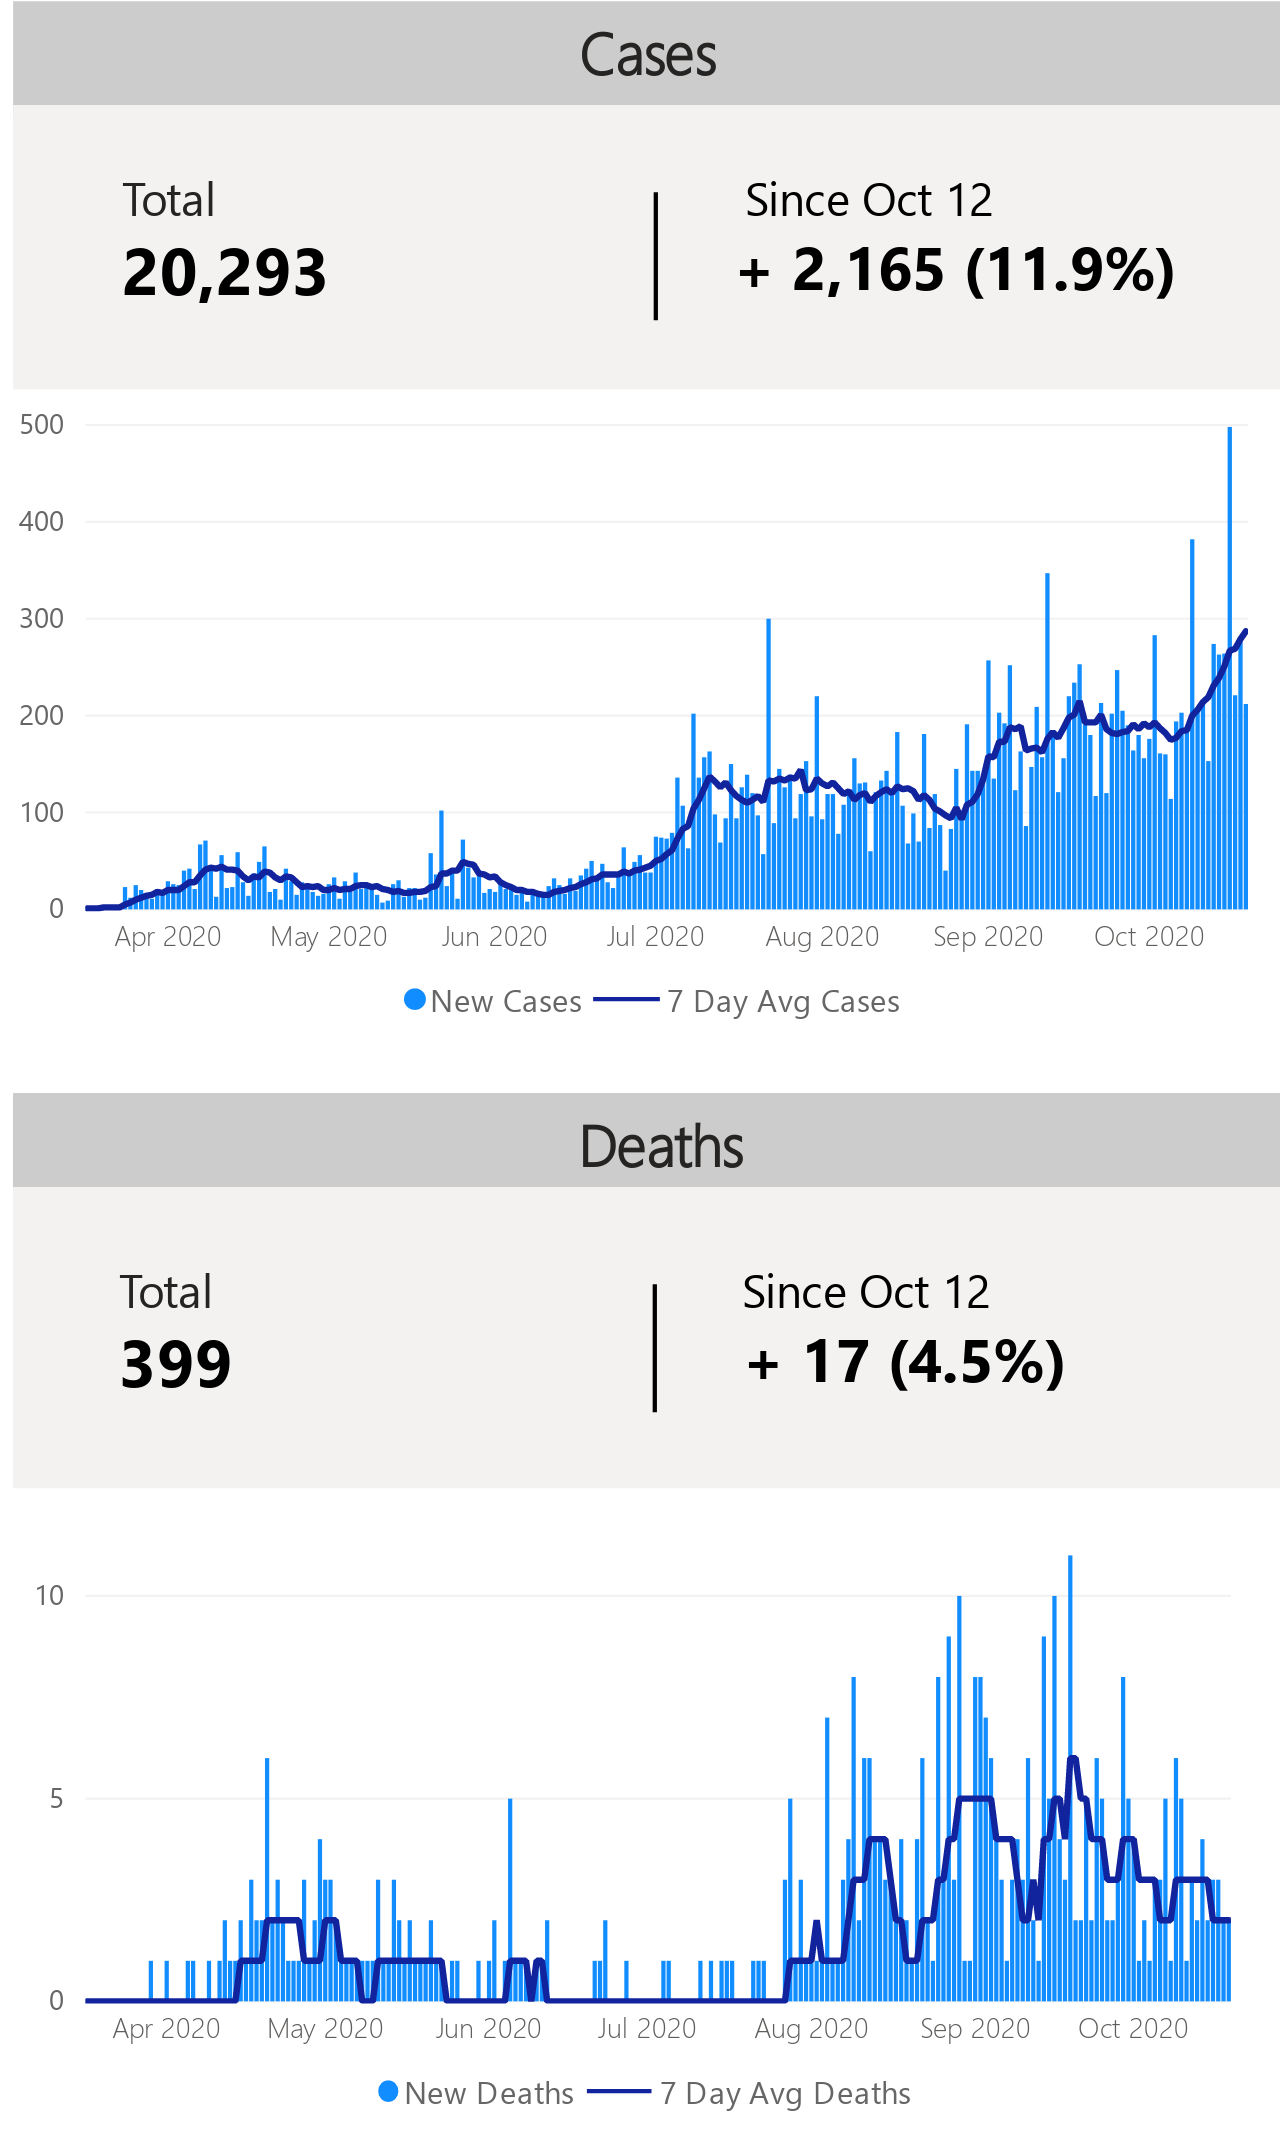 Cases
Total
Since Oct 12
20,293
+ 2,165 (11.9%)
500
400
300
200
100
0
Apr 2020 May 2020 Jun 2020 Jul 2020 Aug 2020 Sep 2020 Oct 2020
New Cases 7 Day Avg Cases
Deaths
Total
Since Oct 12
399
+ 17 (4.5%)
10
5
0
Apr 2020 May 2020 Jun 2020 Jul 2020 Aug 2020 Sep 2020 Oct 2020
New Deaths 7 Day Avg Deaths